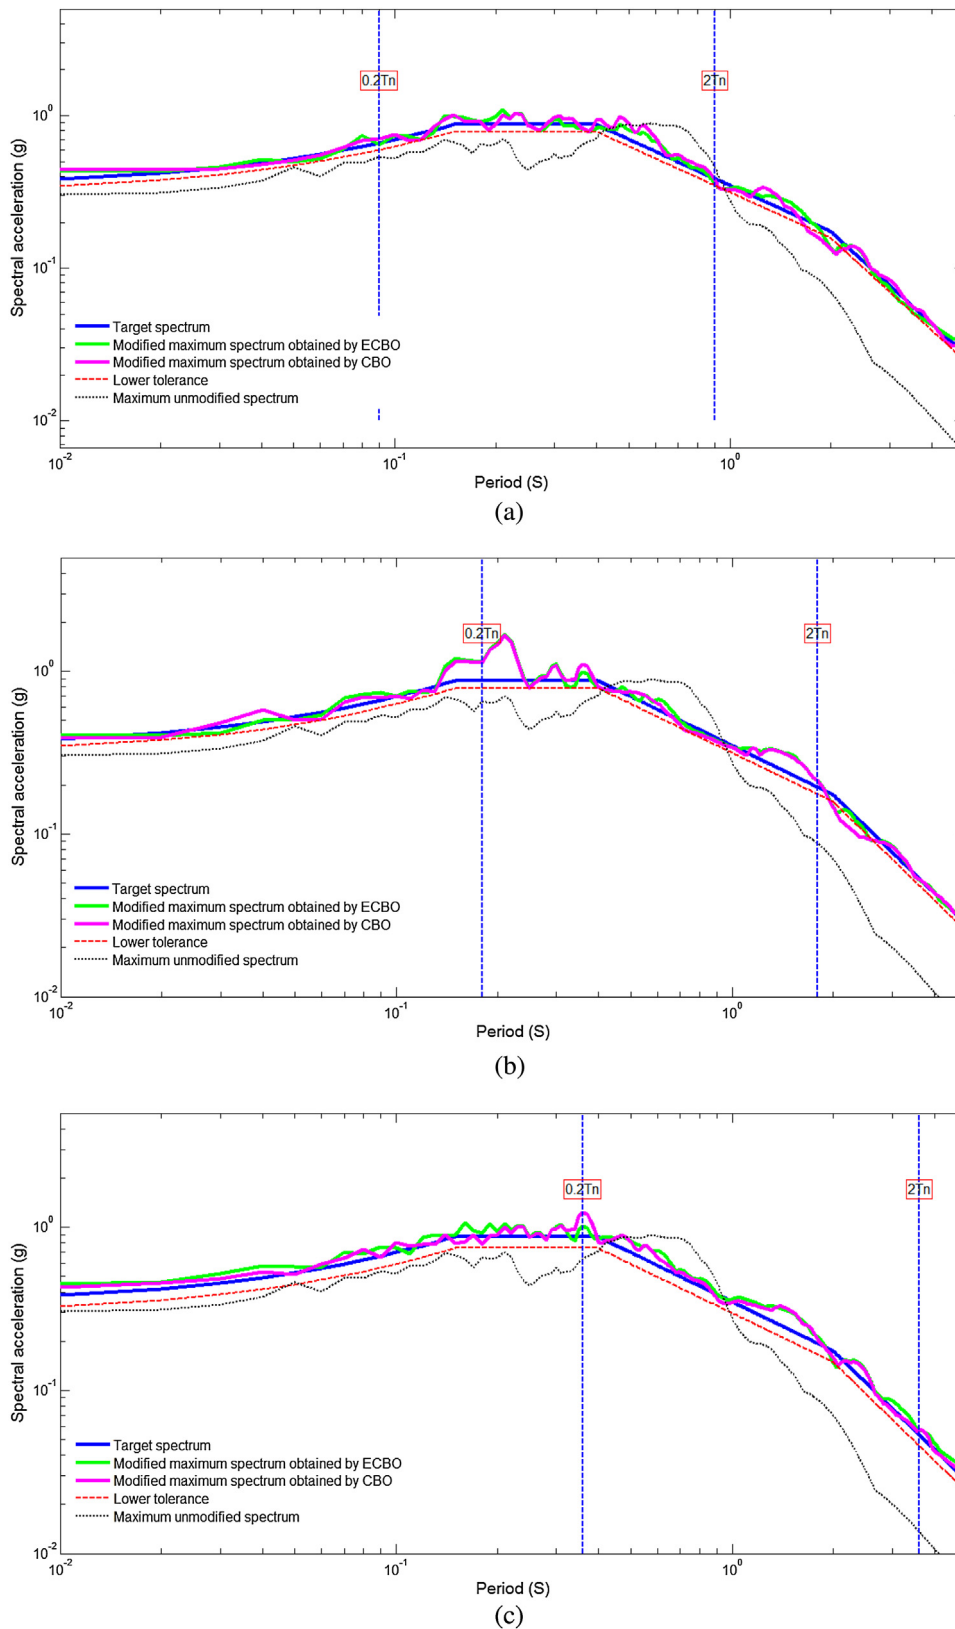 0.2Tn
2Tn
10⁰
10⁻¹
10⁻²
Spectral acceleration (g)
Target spectrum
Modified maximum spectrum obtained by ECBO
Modified maximum spectrum obtained by CBO
Lower tolerance
Maximum unmodified spectrum
10⁻²
10⁻¹
10⁰
Period (S)
(a)
0.2Tn
2Tn
10⁰
10⁻¹
10⁻²
Spectral acceleration (g)
Target spectrum
Modified maximum spectrum obtained by ECBO
Modified maximum spectrum obtained by CBO
Lower tolerance
Maximum unmodified spectrum
10⁻²
10⁻¹
10⁰
Period (S)
(b)
0.2Tn
2Tn
10⁰
10⁻¹
10⁻²
Spectral acceleration (g)
Target spectrum
Modified maximum spectrum obtained by ECBO
Modified maximum spectrum obtained by CBO
Lower tolerance
Maximum unmodified spectrum
10⁻²
10⁻¹
10⁰
Period (S)
(c)